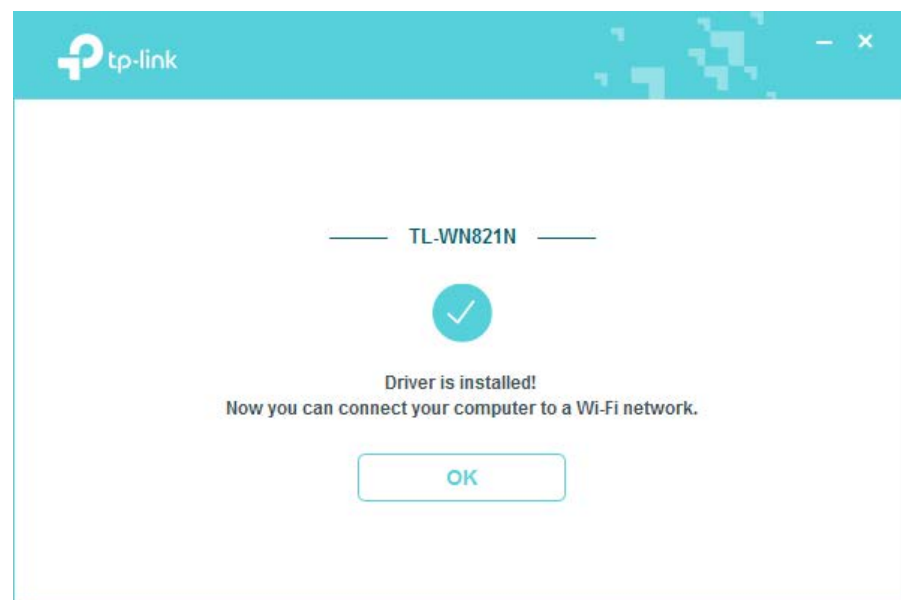 tp-link
TL-WN821N
Driver is installed!
Now you can connect your computer to a Wi-Fi network.
OK